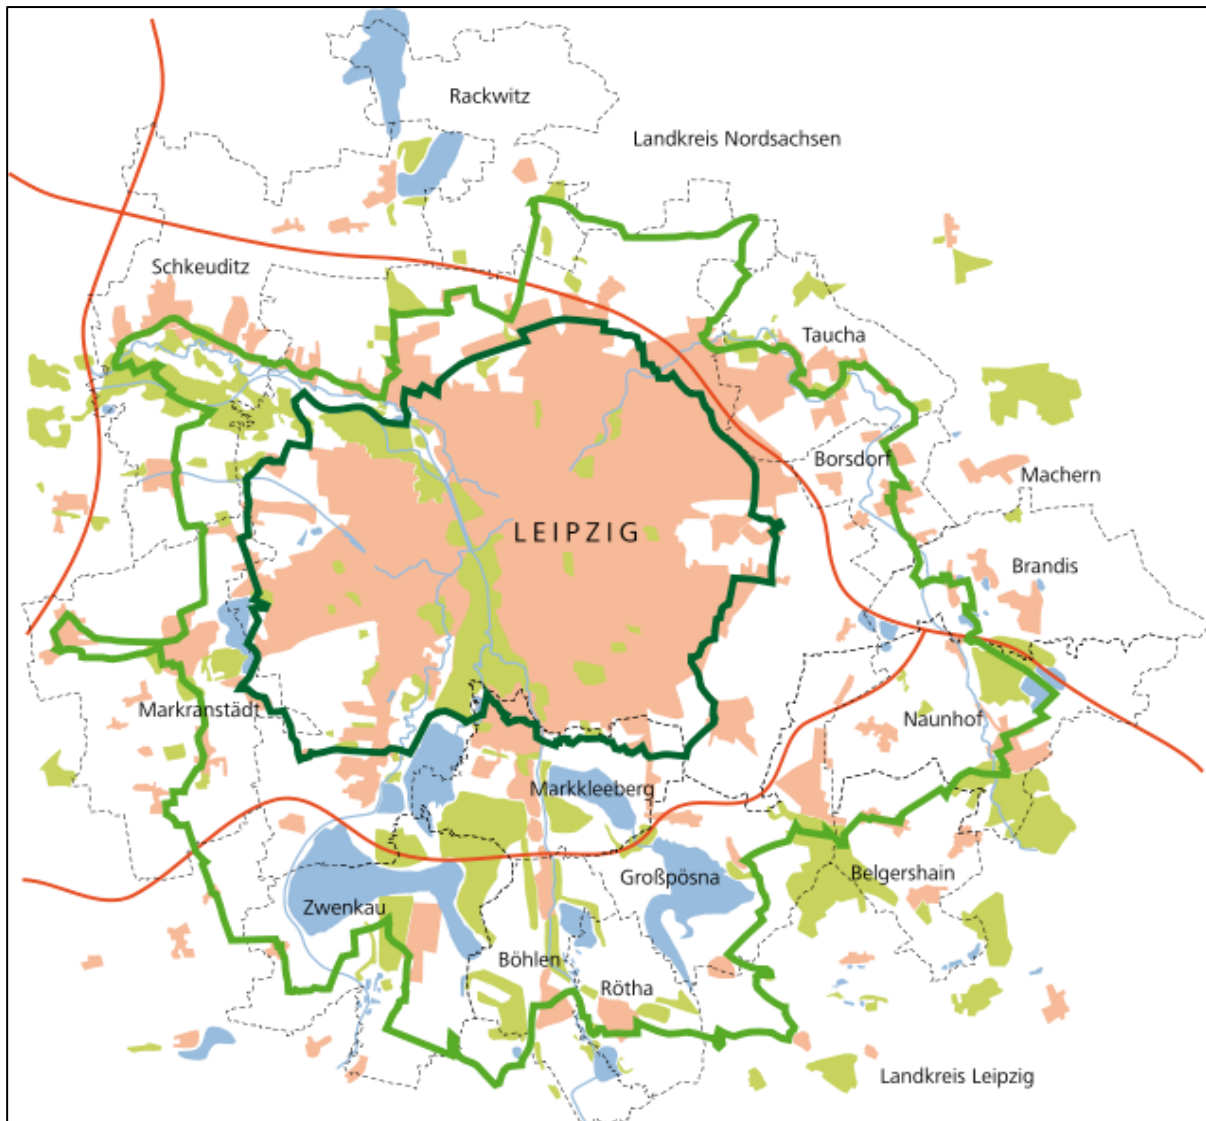 Rackwitz
Landkreis Nordsachsen
Schkeuditz
Taucha
Borsdorf
Machern
LEIPZIG
Brandis
Markranstädt
Naunhof
Markkleeberg
Großpösna
Belgershain
Zwenkau
Böhlen
Rötha
Landkreis Leipzig